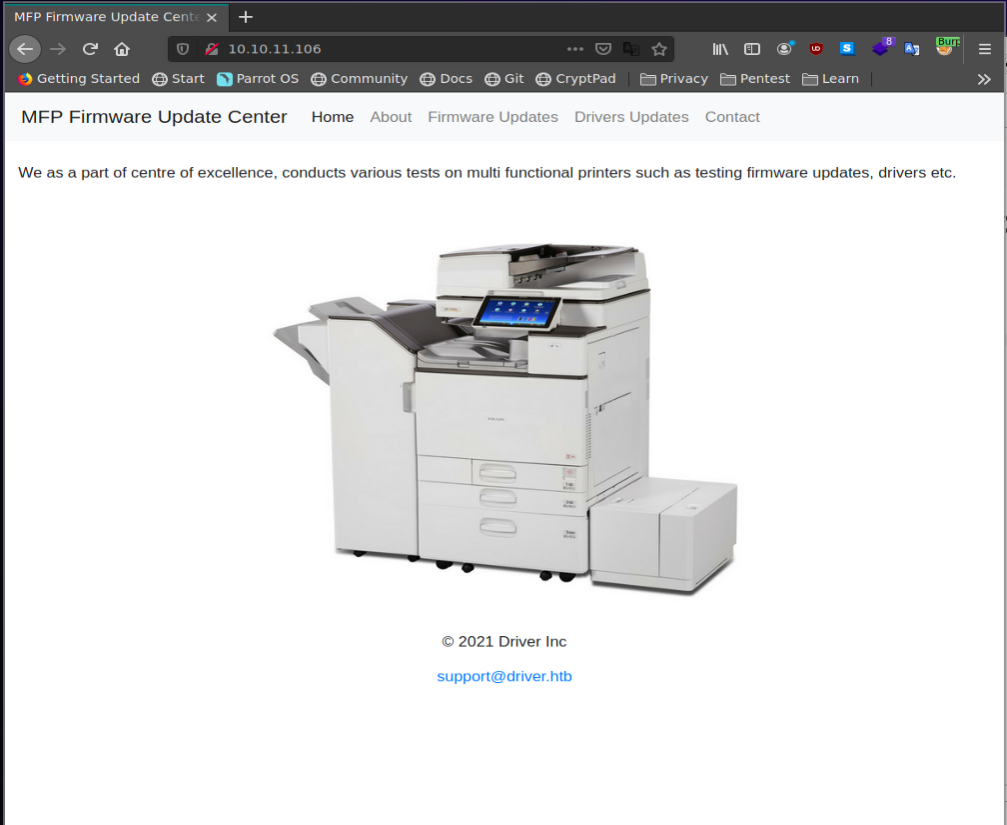 MFP Firmware Update Cente
10.10.11.106
8
Burp
Getting Started Start Parrot OS Community Docs Git CryptPad Privacy Pentest Learn
MFP Firmware Update Center Home About Firmware Updates Drivers Updates Contact
We as a part of centre of excellence, conducts various tests on multi functional printers such as testing firmware updates, drivers etc.
© 2021 Driver Inc
support@driver.htb